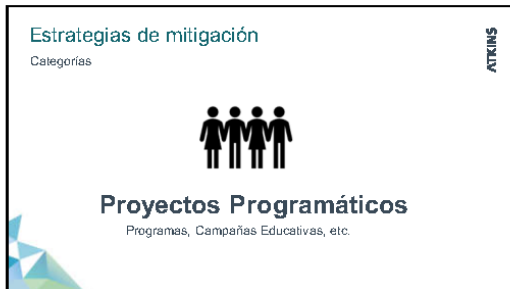 Estrategias de mitigación
Categorías
ATKINS
Proyectos Programáticos
Programas, Campañas Educativas, etc.